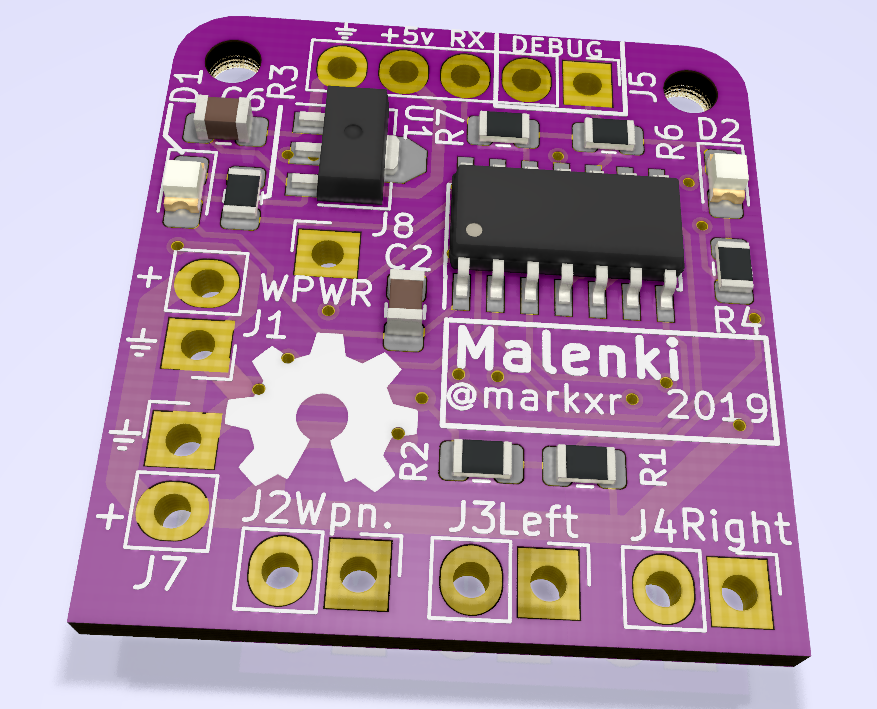 +5v RX DEBUG
D1
C6
R3
U1
R7
R6
J5
D2
J8
C2
+
WPWR
J1
R4
Malenki
@markxr 2019
R2
R1
+
J7
J2Wpn.
J3Left
J4Right